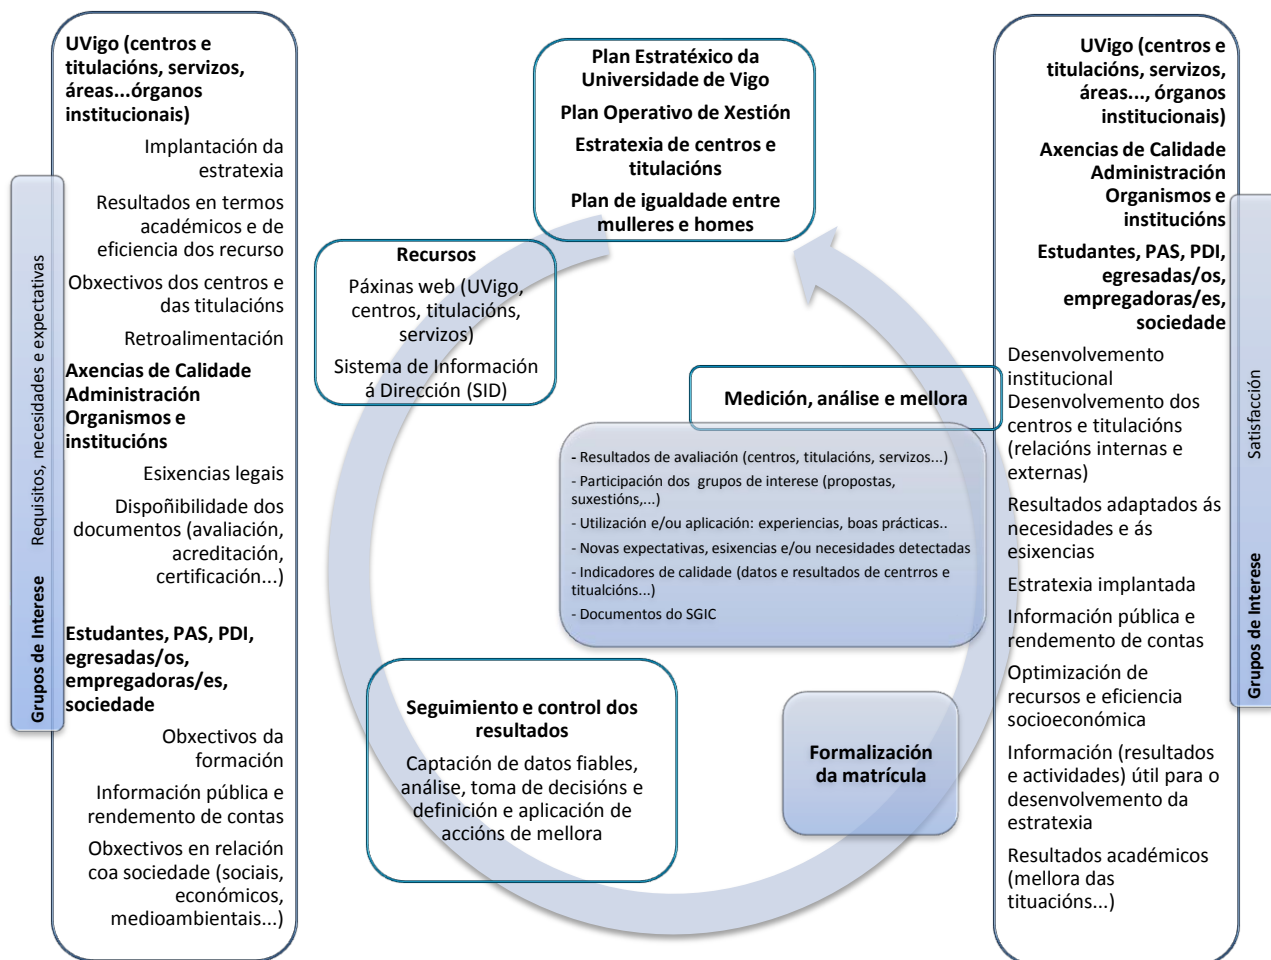 Grupos de Interese    Requisitos, necesidades e expectativas
UVigo (centros e
titulacións, servizos,
áreas...órganos
institucionais)
Implantación da
estratexia
Resultados en termos
académicos e de
eficiencia dos recurso
Obxectivos dos centros e
das titulacións
Retroalimentación
Axencias de Calidade
Administración
Organismos e
institucións
Esixencias legais
Dispoñibilidade dos
documentos (avaliación,
acreditación,
certificación...)
Estudantes, PAS, PDI,
egresadas/os,
empregadoras/es,
sociedade
Obxectivos da
formación
Información pública e
rendemento de contas
Obxectivos en relación
coa sociedade (sociais,
económicos,
medioambientais...)
Plan Estratéxico da
Universidade de Vigo
Plan Operativo de Xestión
Estratexia de centros e
titulacións
Plan de igualdade entre
mulleres e homes
Recursos
Páxinas web (UVigo,
centros, titulacións,
servizos)
Sistema de Información
á Dirección (SID)
Medición, análise e mellora
- Resultados de avaliación (centros, titulacións, servizos...)
- Participación dos grupos de interese (propostas,
suxestións,...)
- Utilización e/ou aplicación: experiencias, boas prácticas..
- Novas expectativas, esixencias e/ou necesidades detectadas
- Indicadores de calidade (datos e resultados de centrros e
titualcións...)
- Documentos do SGIC
Seguimiento e control dos
resultados
Captación de datos fiables,
análise, toma de decisións e
definición e aplicación de
accións de mellora
Formalización
da matrícula
UVigo (centros e
titulacións, servizos,
áreas..., órganos
institucionais)
Axencias de Calidade
Administración
Organismos e
institucións
Estudantes, PAS, PDI,
egresadas/os,
empregadoras/es,
sociedade
Desenvolvemento
institucional
Desenvolvemento dos
centros e titulacións
(relacións internas e
externas)
Resultados adaptados ás
necesidades e ás
esixencias
Estratexia implantada
Información pública e
rendemento de contas
Optimización de
recursos e eficiencia
socioeconómica
Información (resultados
e actividades) útil para o
desenvolvemento da
estratexia
Resultados académicos
(mellora das
tituacións...)
Grupos de Interese    Satisfacción